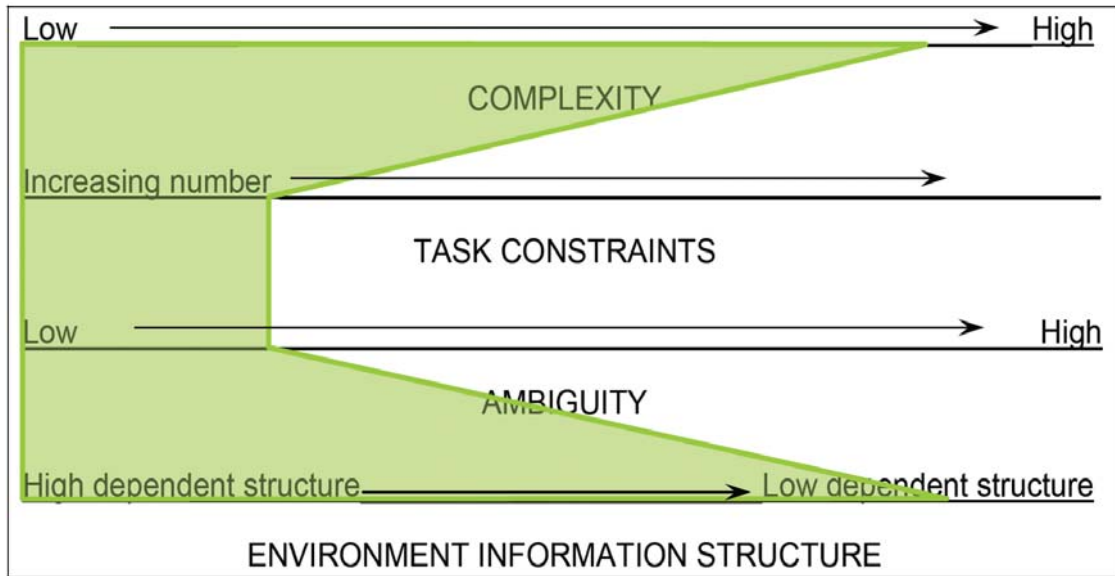 Low High
COMPLEXITY
Increasing number
TASK CONSTRAINTS
Low High
AMBIGUITY
High dependent structure Low dependent structure
ENVIRONMENT INFORMATION STRUCTURE